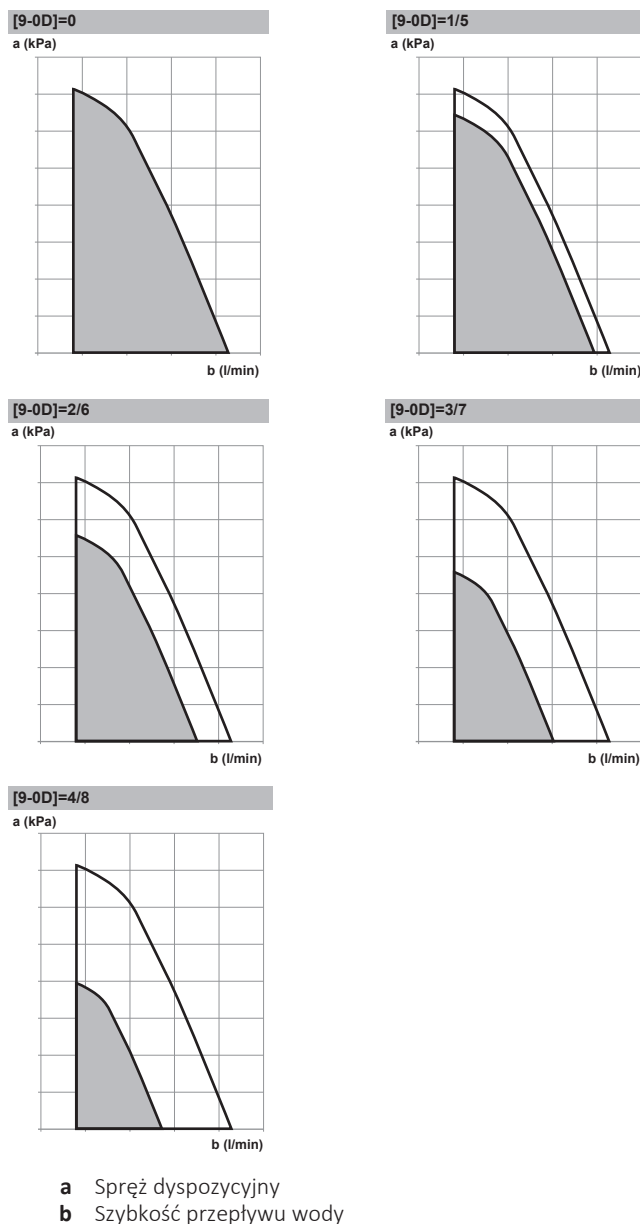 [9-0D]=0
a (kPa)
b (l/min)
[9-0D]=1/5
a (kPa)
b (l/min)
[9-0D]=2/6
a (kPa)
b (l/min)
[9-0D]=3/7
a (kPa)
b (l/min)
[9-0D]=4/8
a (kPa)
b (l/min)
a Spręż dyspozycyjny
b Szybkość przepływu wody